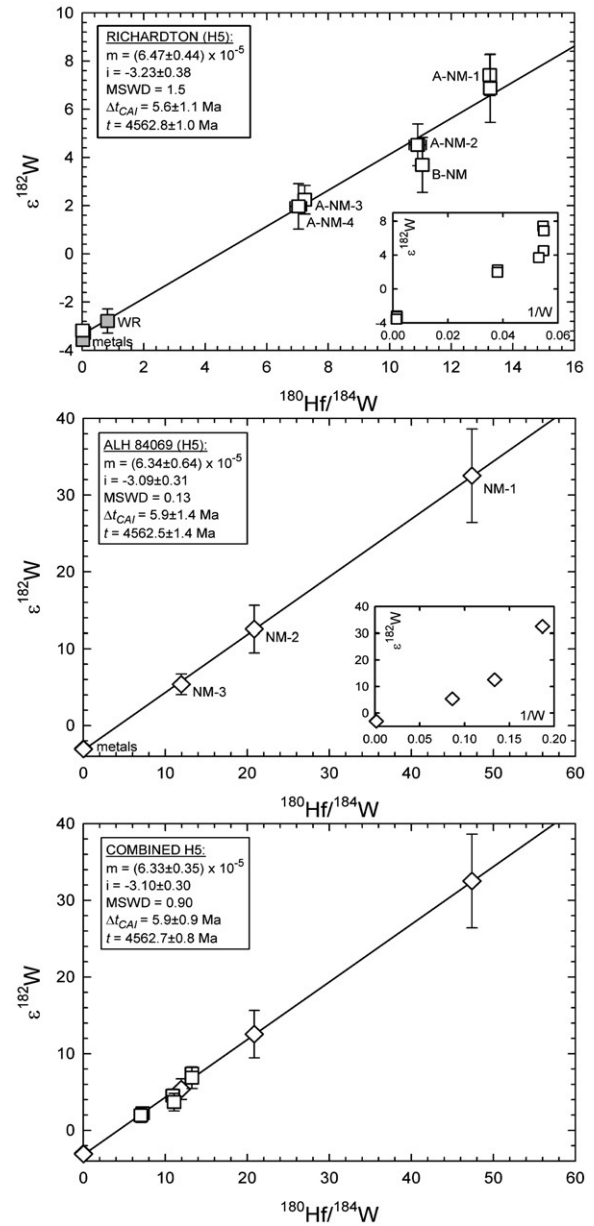 RICHARDTON (H5):
m = (6.47±0.44) x 10⁻⁵
i = -3.23±0.38
MSWD = 1.5
Δt_CAI = 5.6±1.1 Ma
t = 4562.8±1.0 Ma
10
8
6
4
2
0
-2
-4
ε¹⁸²W
A-NM-1
A-NM-2
B-NM
A-NM-3
A-NM-4
WR
metals
8
4
0
-4
ε¹⁸²W
1/W
0.00 0.02 0.04 0.06
0 2 4 6 8 10 12 14 16
¹⁸⁰Hf/¹⁸⁴W
ALH 84069 (H5):
m = (6.34±0.64) x 10⁻⁵
i = -3.09±0.31
MSWD = 0.13
Δt_CAI = 5.9±1.4 Ma
t = 4562.5±1.4 Ma
40
30
20
10
0
ε¹⁸²W
NM-1
NM-2
NM-3
metals
40
30
20
10
0
ε¹⁸²W
1/W
0.00 0.05 0.10 0.15 0.20
0 10 20 30 40 50 60
¹⁸⁰Hf/¹⁸⁴W
COMBINED H5:
m = (6.33±0.35) x 10⁻⁵
i = -3.10±0.30
MSWD = 0.90
Δt_CAI = 5.9±0.9 Ma
t = 4562.7±0.8 Ma
40
30
20
10
0
ε¹⁸²W
0 10 20 30 40 50 60
¹⁸⁰Hf/¹⁸⁴W